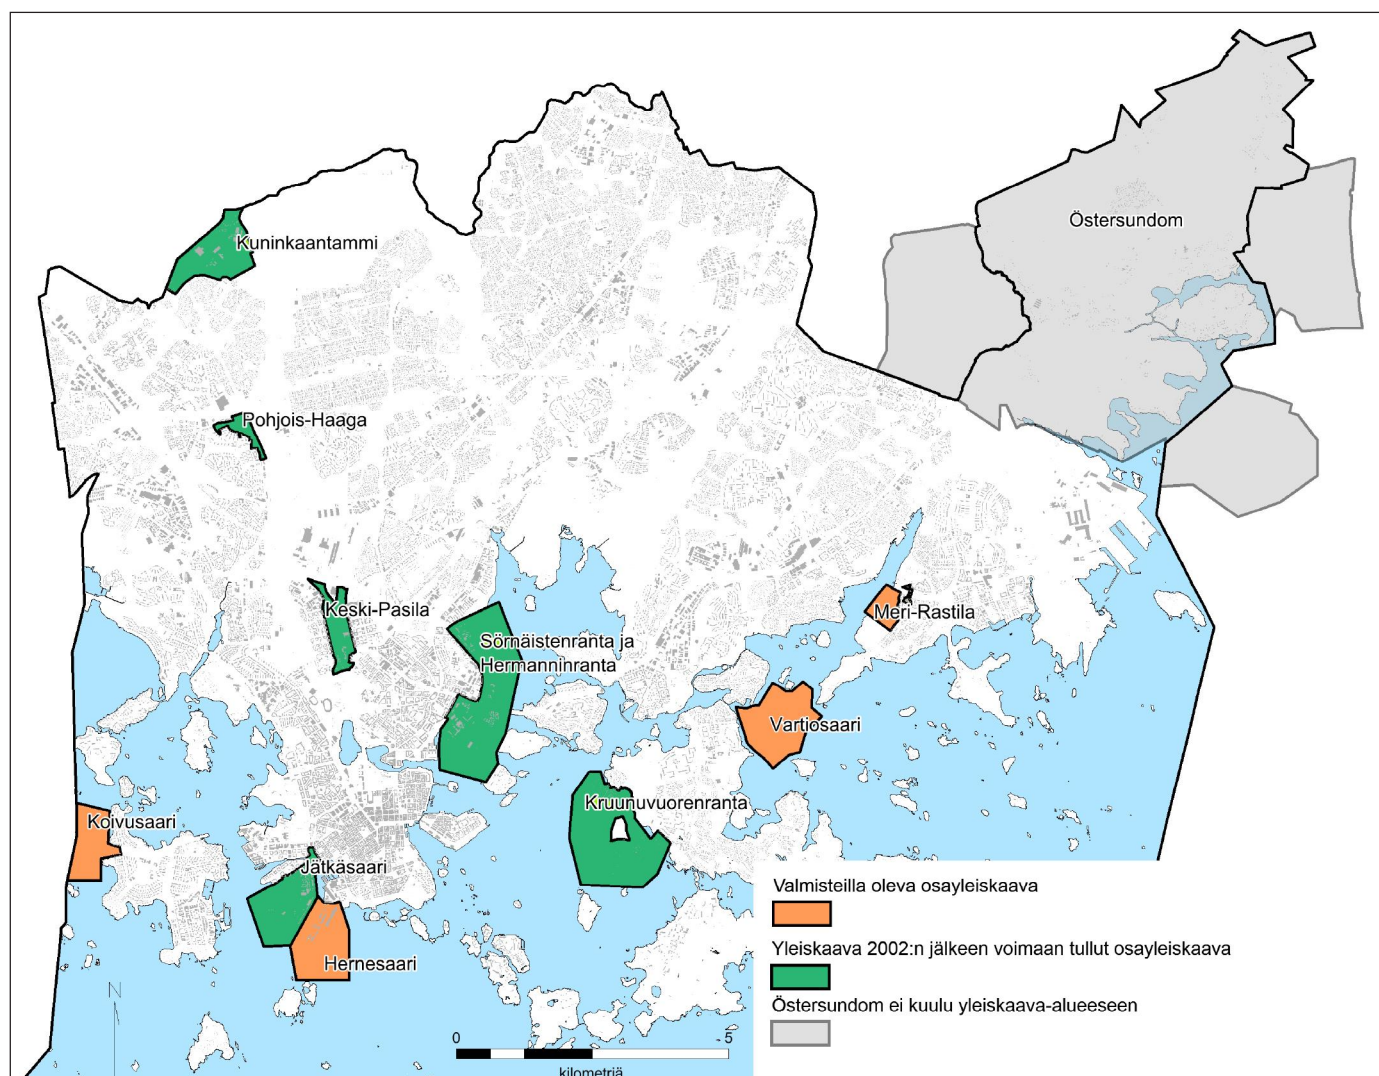 Östersundom
Kuninkaantammi
Pohjois-Haaga
Keski-Pasila
Sörnäistenranta ja
Hermanninranta
Meri-Rastila
Vartiosaari
Kruunuvuorenranta
Koivusaari
Jätkäsaari
Hernesaari
Valmisteilla oleva osayleiskaava
Yleiskaava 2002:n jälkeen voimaan tullut osayleiskaava
Östersundom ei kuulu yleiskaava-alueeseen
N
0 5
kilometriä